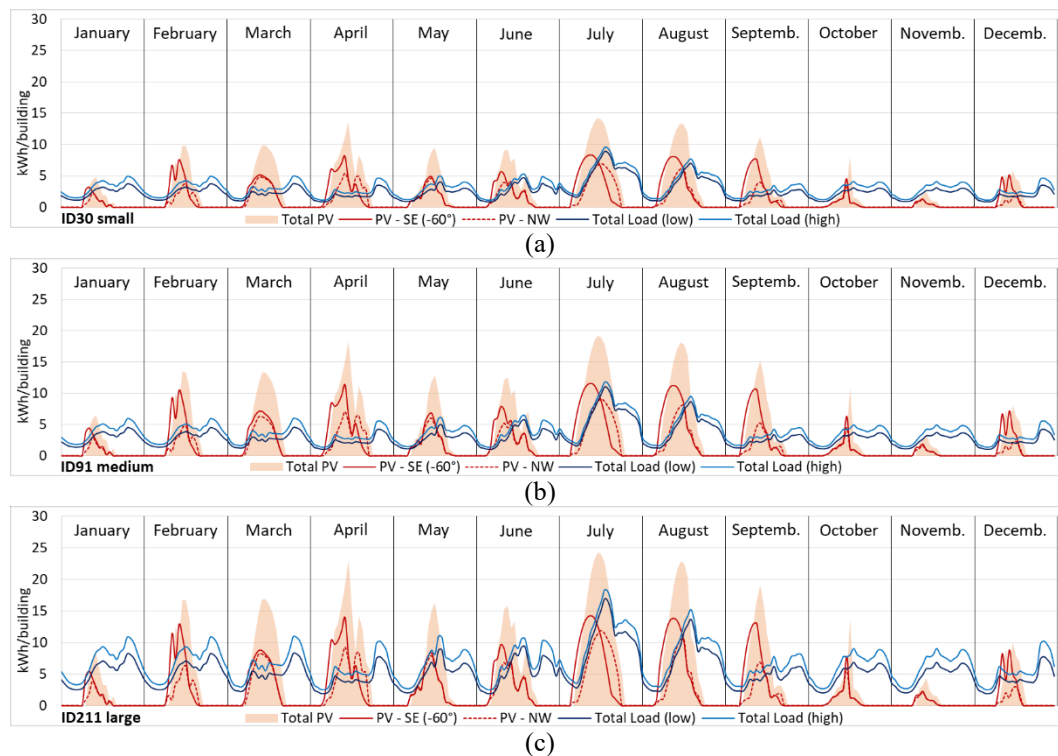 January February March April May June July August Septemb. October Novemb. Decemb.
30
25
20
15
10
5
0
kWh/building
ID30 small
Total PV PV - SE (-60°) PV - NW Total Load (low) Total Load (high)
(a)
January February March April May June July August Septemb. October Novemb. Decemb.
30
25
20
15
10
5
0
kWh/building
ID91 medium
Total PV PV - SE (-60°) PV - NW Total Load (low) Total Load (high)
(b)
January February March April May June July August Septemb. October Novemb. Decemb.
30
25
20
15
10
5
0
kWh/building
ID211 large
Total PV PV - SE (-60°) PV - NW Total Load (low) Total Load (high)
(c)